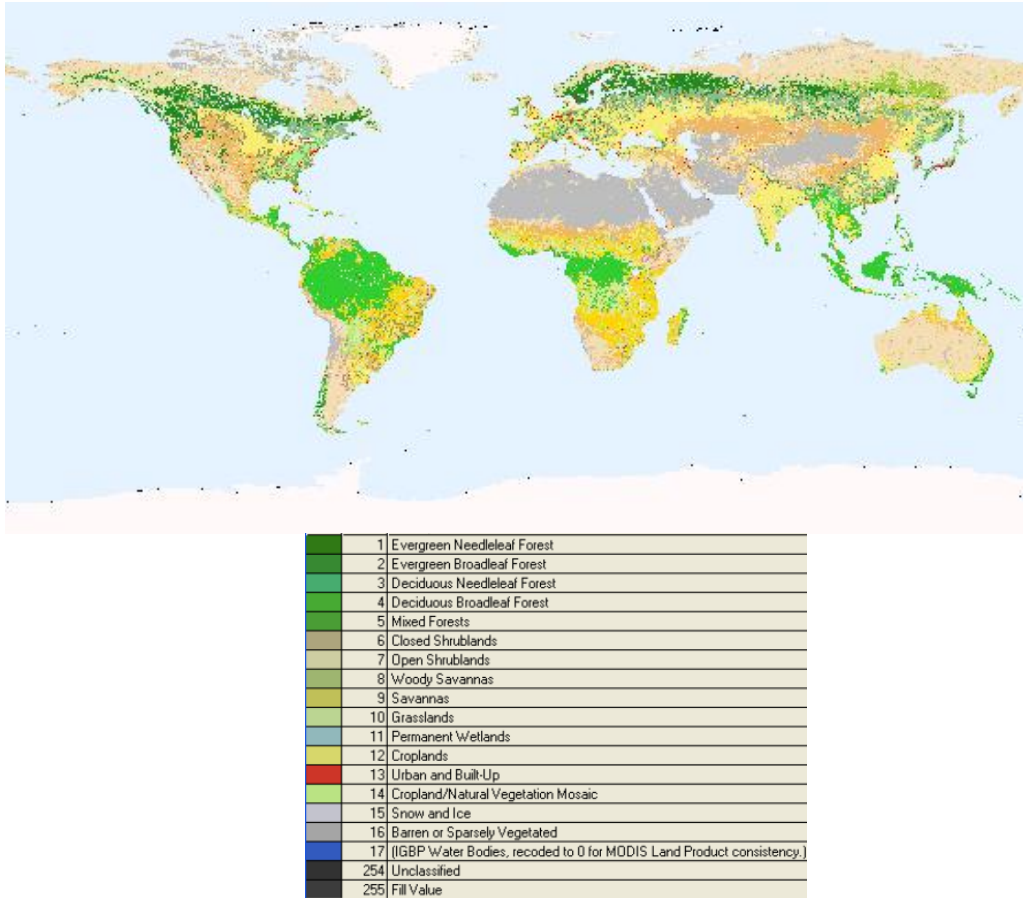 1 Evergreen Needleleaf Forest
2 Evergreen Broadleaf Forest
3 Deciduous Needleleaf Forest
4 Deciduous Broadleaf Forest
5 Mixed Forests
6 Closed Shrublands
7 Open Shrublands
8 Woody Savannas
9 Savannas
10 Grasslands
11 Permanent Wetlands
12 Croplands
13 Urban and Built-Up
14 Cropland/Natural Vegetation Mosaic
15 Snow and Ice
16 Barren or Sparsely Vegetated
17 (IGBP Water Bodies, recoded to 0 for MODIS Land Product consistency.)
254 Unclassified
255 Fill Value